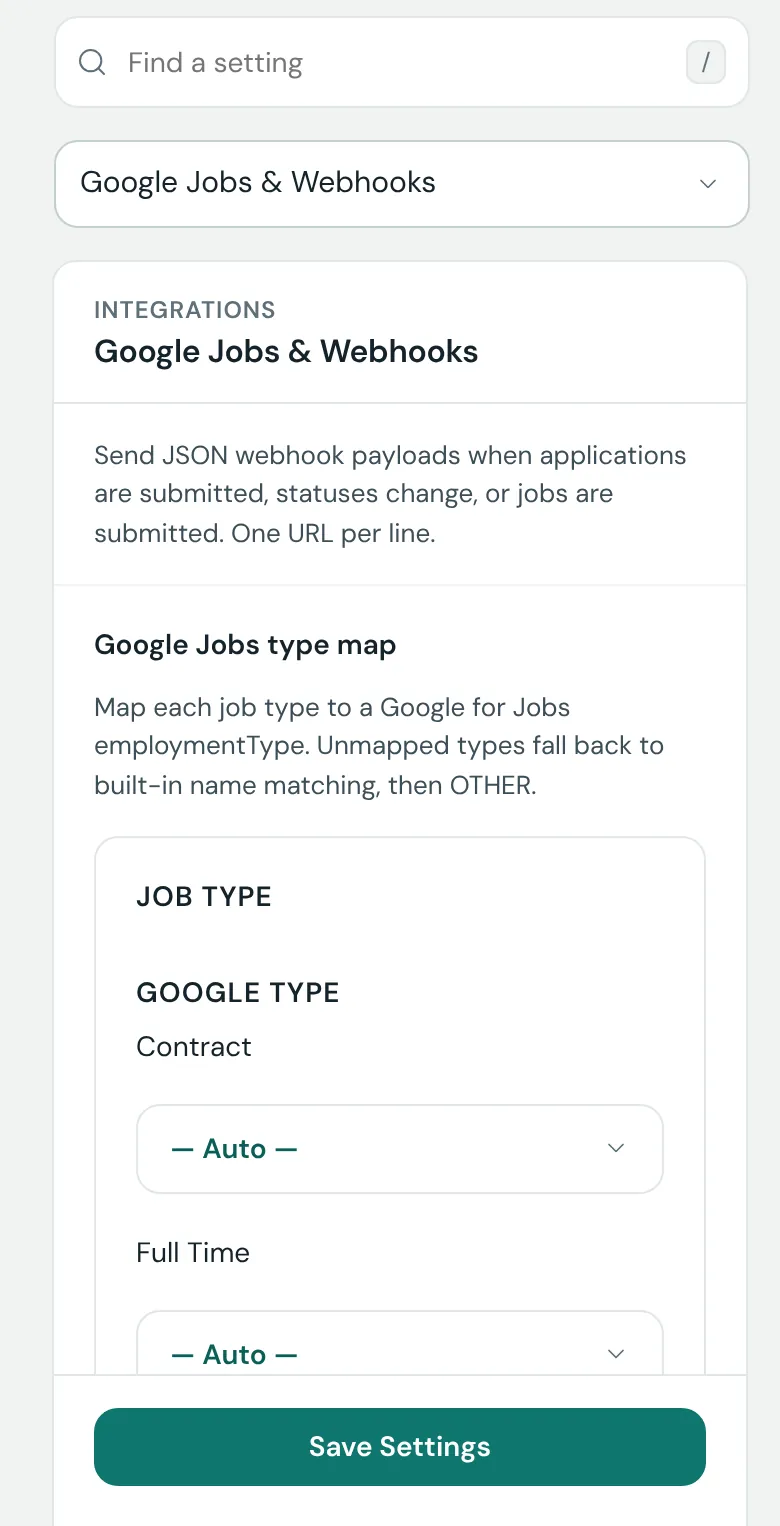 Find a setting
/
Google Jobs & Webhooks
INTEGRATIONS
Google Jobs & Webhooks
Send JSON webhook payloads when applications
are submitted, statuses change, or jobs are
submitted. One URL per line.
Google Jobs type map
Map each job type to a Google for Jobs
employmentType. Unmapped types fall back to
built-in name matching, then OTHER.
JOB TYPE
GOOGLE TYPE
Contract
— Auto —
Full Time
— Auto —
Save Settings